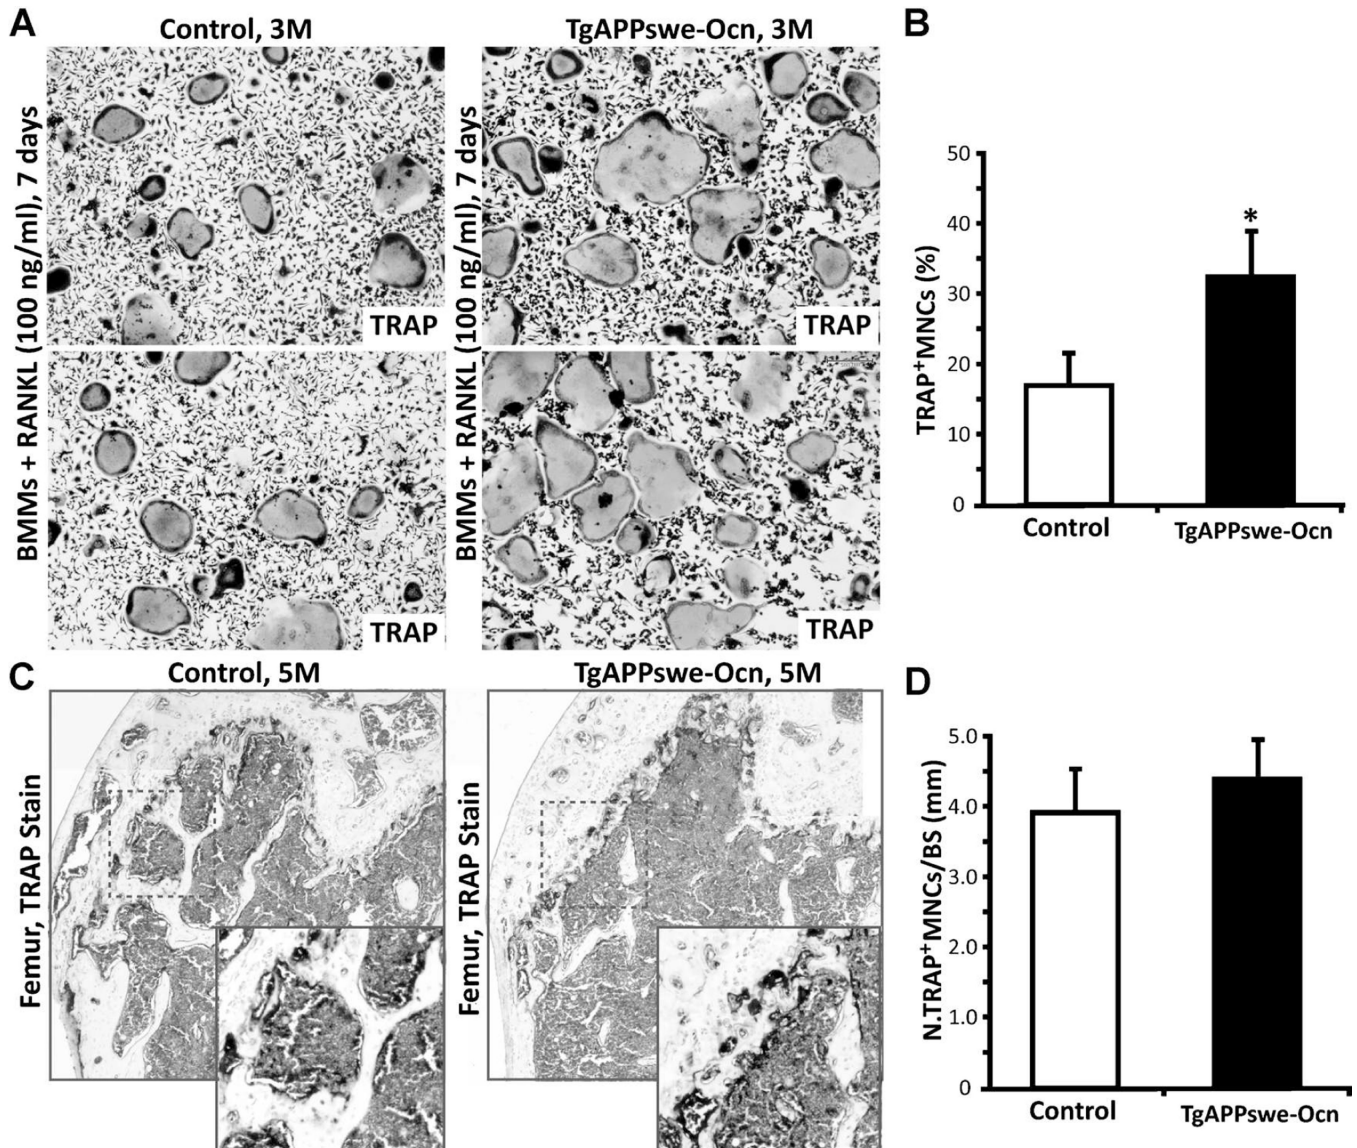 A
Control, 3M
TgAPPswe-Ocn, 3M
BMMs + RANKL (100 ng/ml), 7 days
BMMs + RANKL (100 ng/ml), 7 days
TRAP
TRAP
TRAP
TRAP
B
TRAP+MNCs (%)
50
40
30
20
10
0
*
Control
TgAPPswe-Ocn
C
Control, 5M
TgAPPswe-Ocn, 5M
Femur, TRAP Stain
Femur, TRAP Stain
D
N.TRAP+MNCs/BS (mm)
5.0
4.0
3.0
2.0
1.0
0
Control
TgAPPswe-Ocn